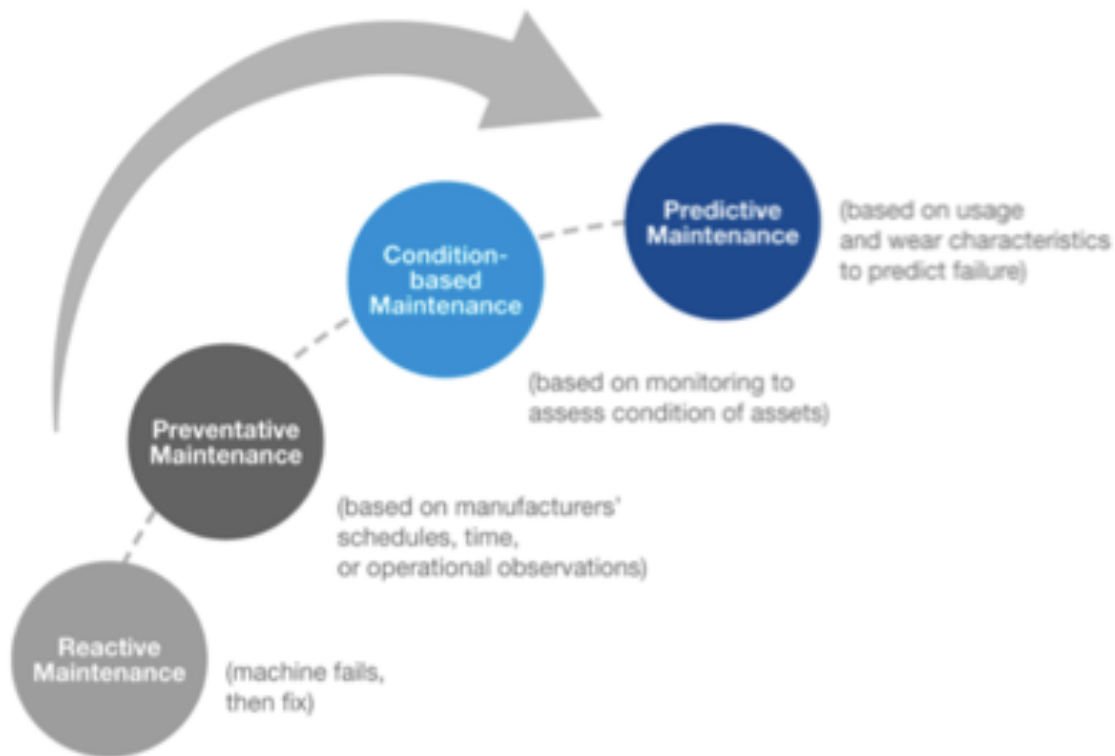 Predictive
Maintenance
(based on usage
and wear characteristics
to predict failure)
Condition-
based
Maintenance
(based on monitoring to
assess condition of assets)
Preventative
Maintenance
(based on manufacturers'
schedules, time,
or operational observations)
Reactive
Maintenance
(machine fails,
then fix)